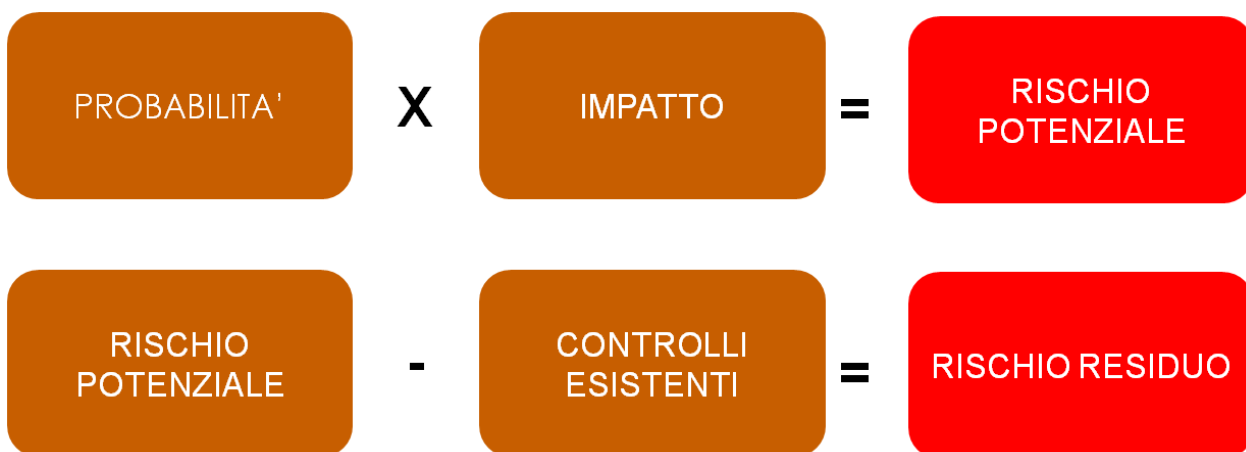 PROBABILITA' X IMPATTO = RISCHIO
POTENZIALE
RISCHIO
POTENZIALE - CONTROLLI
ESISTENTI = RISCHIO RESIDUO